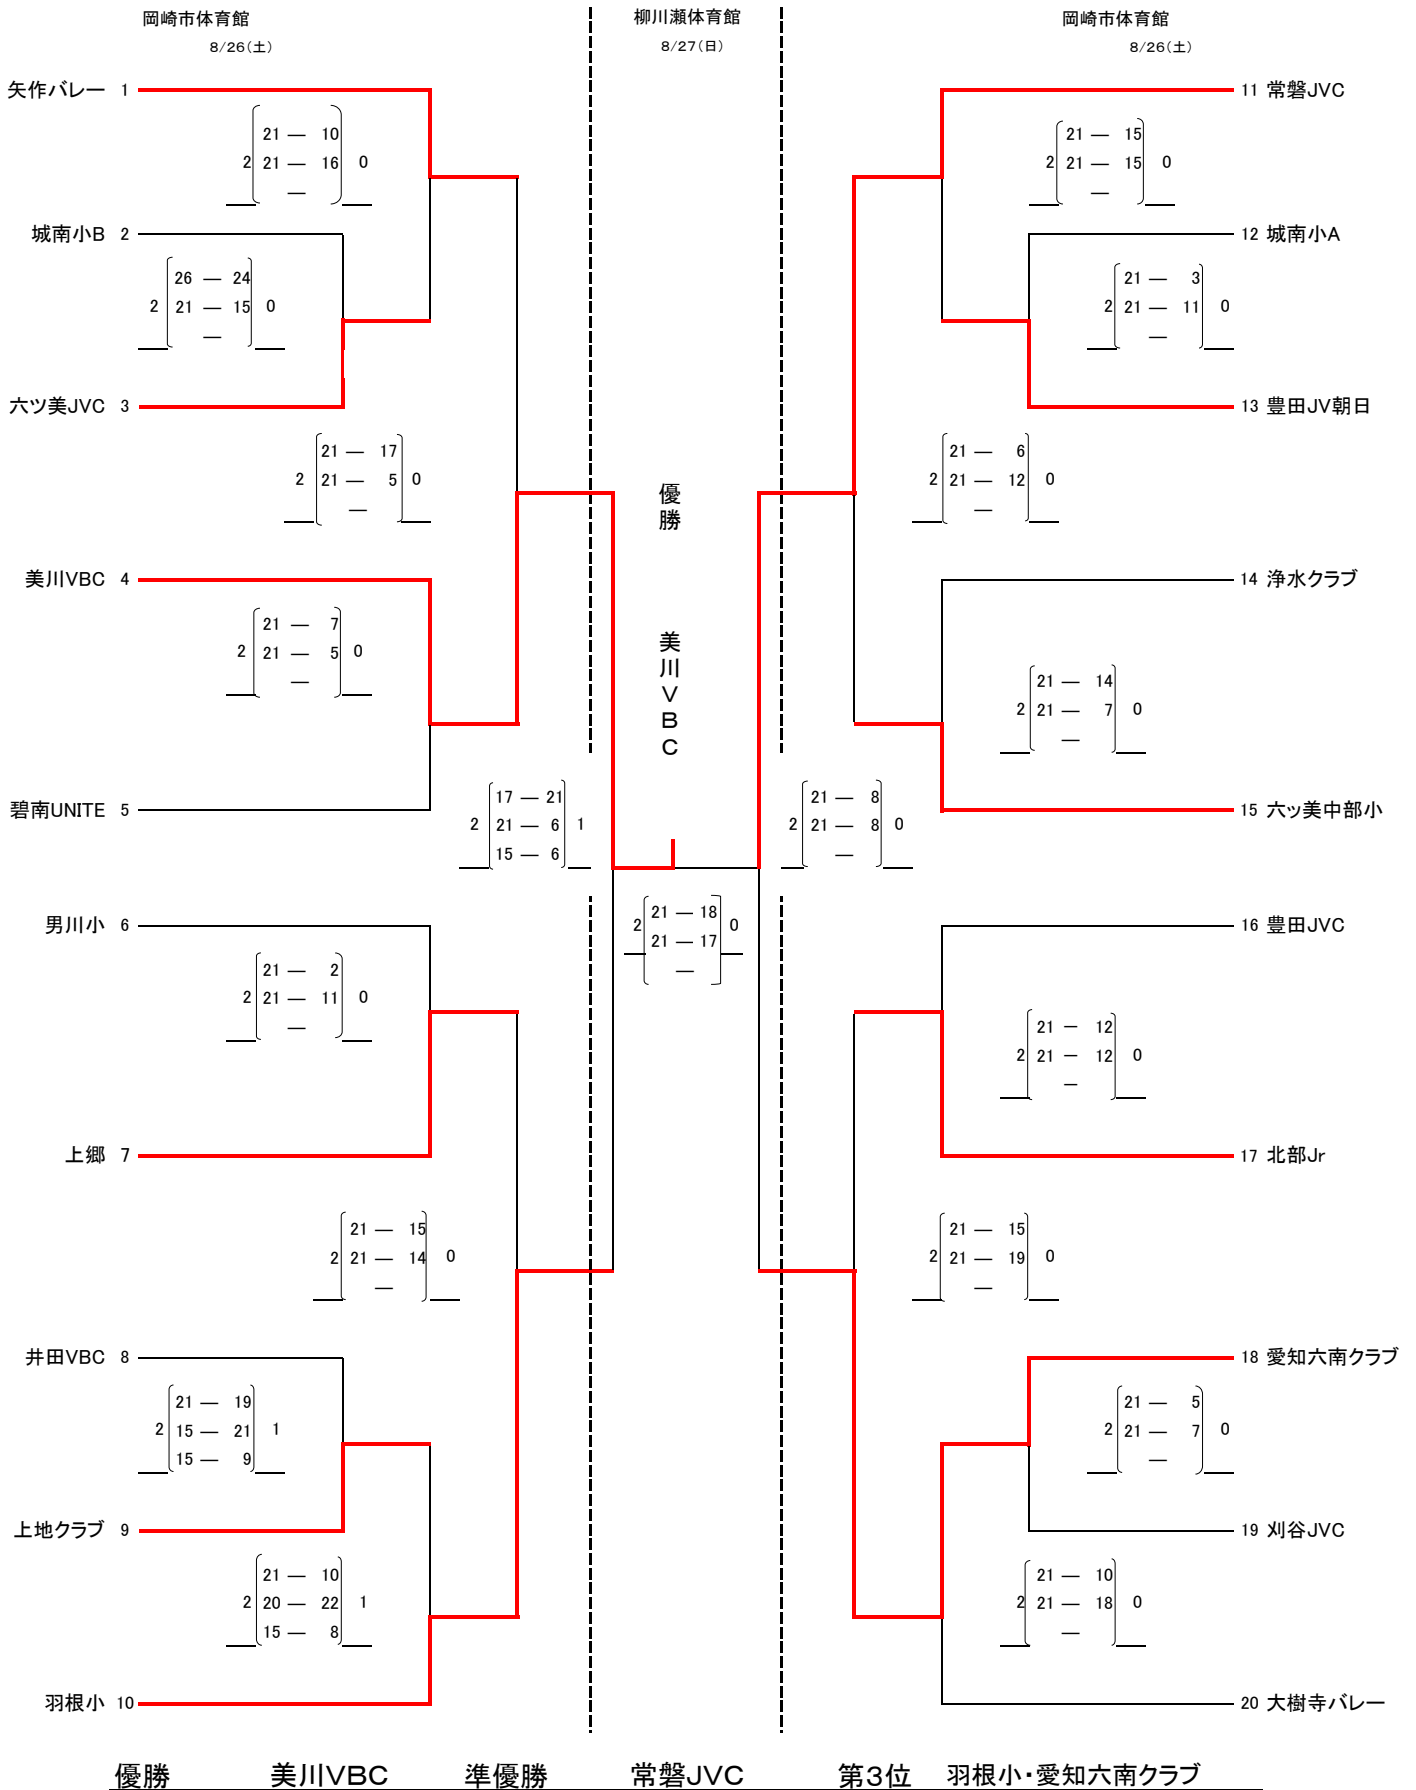 岡崎市体育館 柳川瀬体育館 岡崎市体育館
8/26(土) 8/27(日) 8/26(土)
矢作バレー 1
11 常磐JVC
21 — 10
2 21 — 16 0
—
21 — 15
2 21 — 15 0
—
城南小B 2
12 城南小A
26 — 24
2 21 — 15 0
—
21 — 3
2 21 — 11 0
—
六ツ美JVC 3
13 豊田JV朝日
21 — 17
2 21 — 5 0
—
21 — 6
2 21 — 12 0
—
優勝
美川VBC
美川VBC 4
14 浄水クラブ
21 — 7
2 21 — 5 0
—
21 — 14
2 21 — 7 0
—
碧南UNITE 5
15 六ッ美中部小
17 — 21
2 21 — 6 1
15 — 6
21 — 8
2 21 — 8 0
—
21 — 18
2 21 — 17 0
—
男川小 6
16 豊田JVC
21 — 2
2 21 — 11 0
—
21 — 12
2 21 — 12 0
—
上郷 7
17 北部Jr
21 — 15
2 21 — 14 0
—
21 — 15
2 21 — 19 0
—
井田VBC 8
18 愛知六南クラブ
21 — 19
2 15 — 21 1
15 — 9
21 — 5
2 21 — 7 0
—
上地クラブ 9
19 刈谷JVC
21 — 10
2 20 — 22 1
15 — 8
21 — 10
2 21 — 18 0
—
羽根小 10
20 大樹寺バレー
優勝 美川VBC 準優勝 常磐JVC 第3位 羽根小・愛知六南クラブ